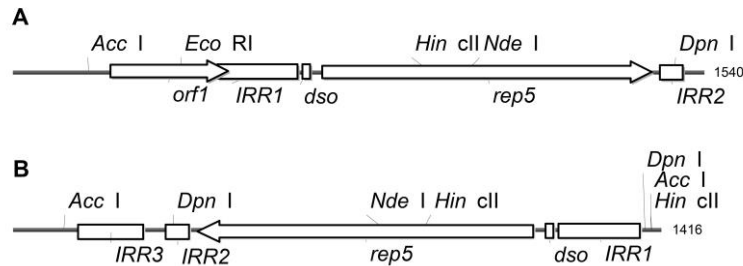 A
Acc I Eco RI Hin cII Nde I Dpn I
1540
orf1 IRR1 dso rep5 IRR2
B
Dpn I
Acc I
Acc I Dpn I Nde I Hin cII Hin cII
1416
IRR3 IRR2 rep5 dso IRR1